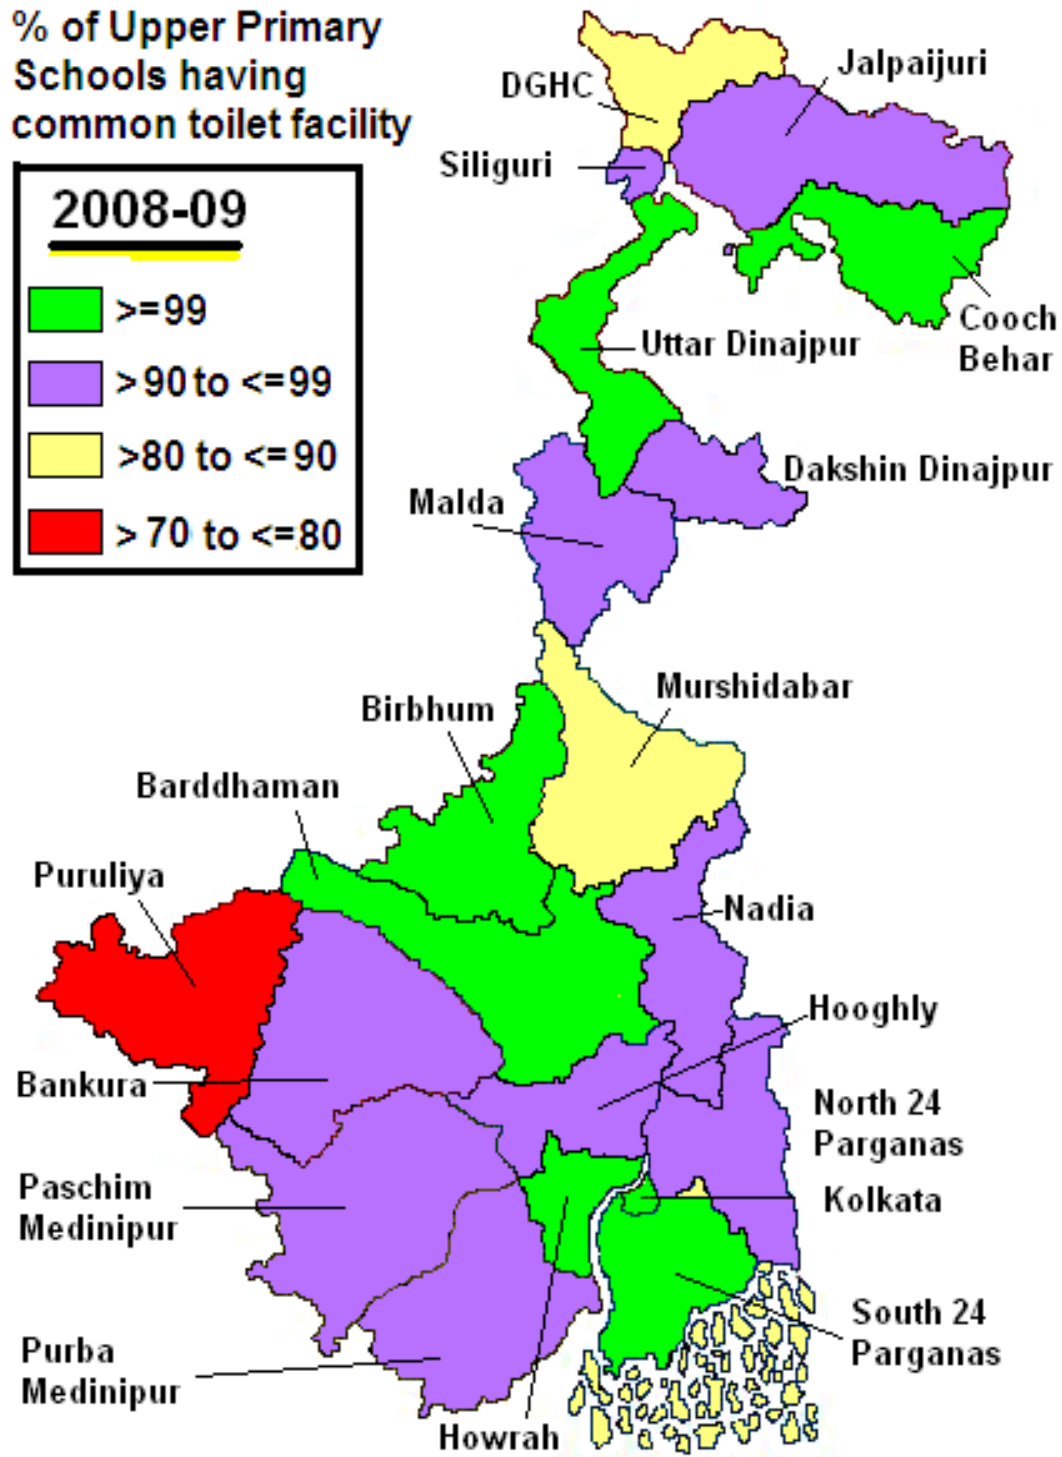 % of Upper Primary
Schools having
common toilet facility
2008-09
>=99
>90 to <=99
>80 to <=90
>70 to <=80
DGHC
Jalpaijuri
Siliguri
Cooch
Behar
Uttar Dinajpur
Dakshin Dinajpur
Malda
Murshidabar
Birbhum
Barddhaman
Puruliya
Nadia
Hooghly
Bankura
North 24
Parganas
Paschim
Medinipur
Kolkata
South 24
Parganas
Purba
Medinipur
Howrah